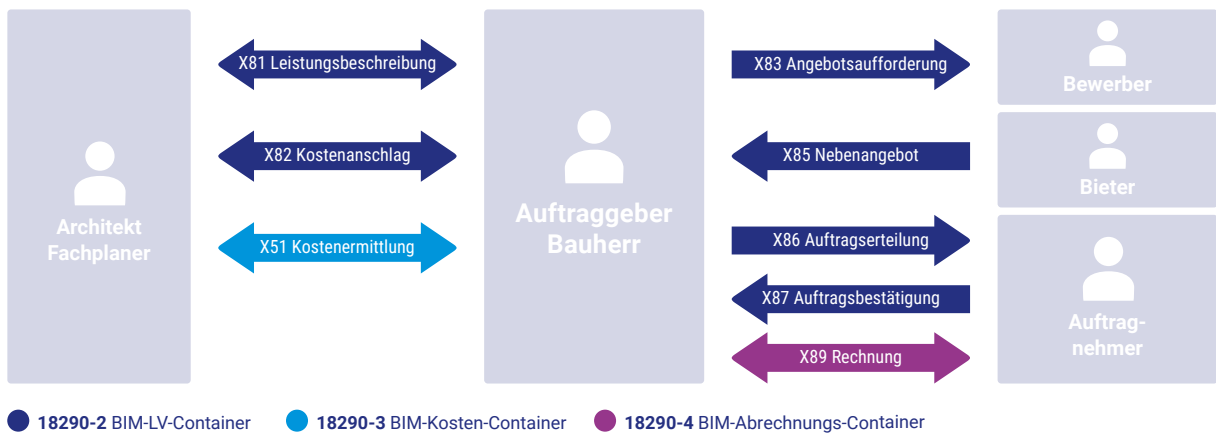 X81 Leistungsbeschreibung
X82 Kostenanschlag
X51 Kostenermittlung
Architekt
Fachplaner
Auftraggeber
Bauherr
X83 Angebotsaufforderung
X85 Nebenangebot
X86 Auftragserteilung
X87 Auftragsbestätigung
X89 Rechnung
Bewerber
Bieter
Auftrag-
nehmer
18290-2 BIM-LV-Container
18290-3 BIM-Kosten-Container
18290-4 BIM-Abrechnungs-Container